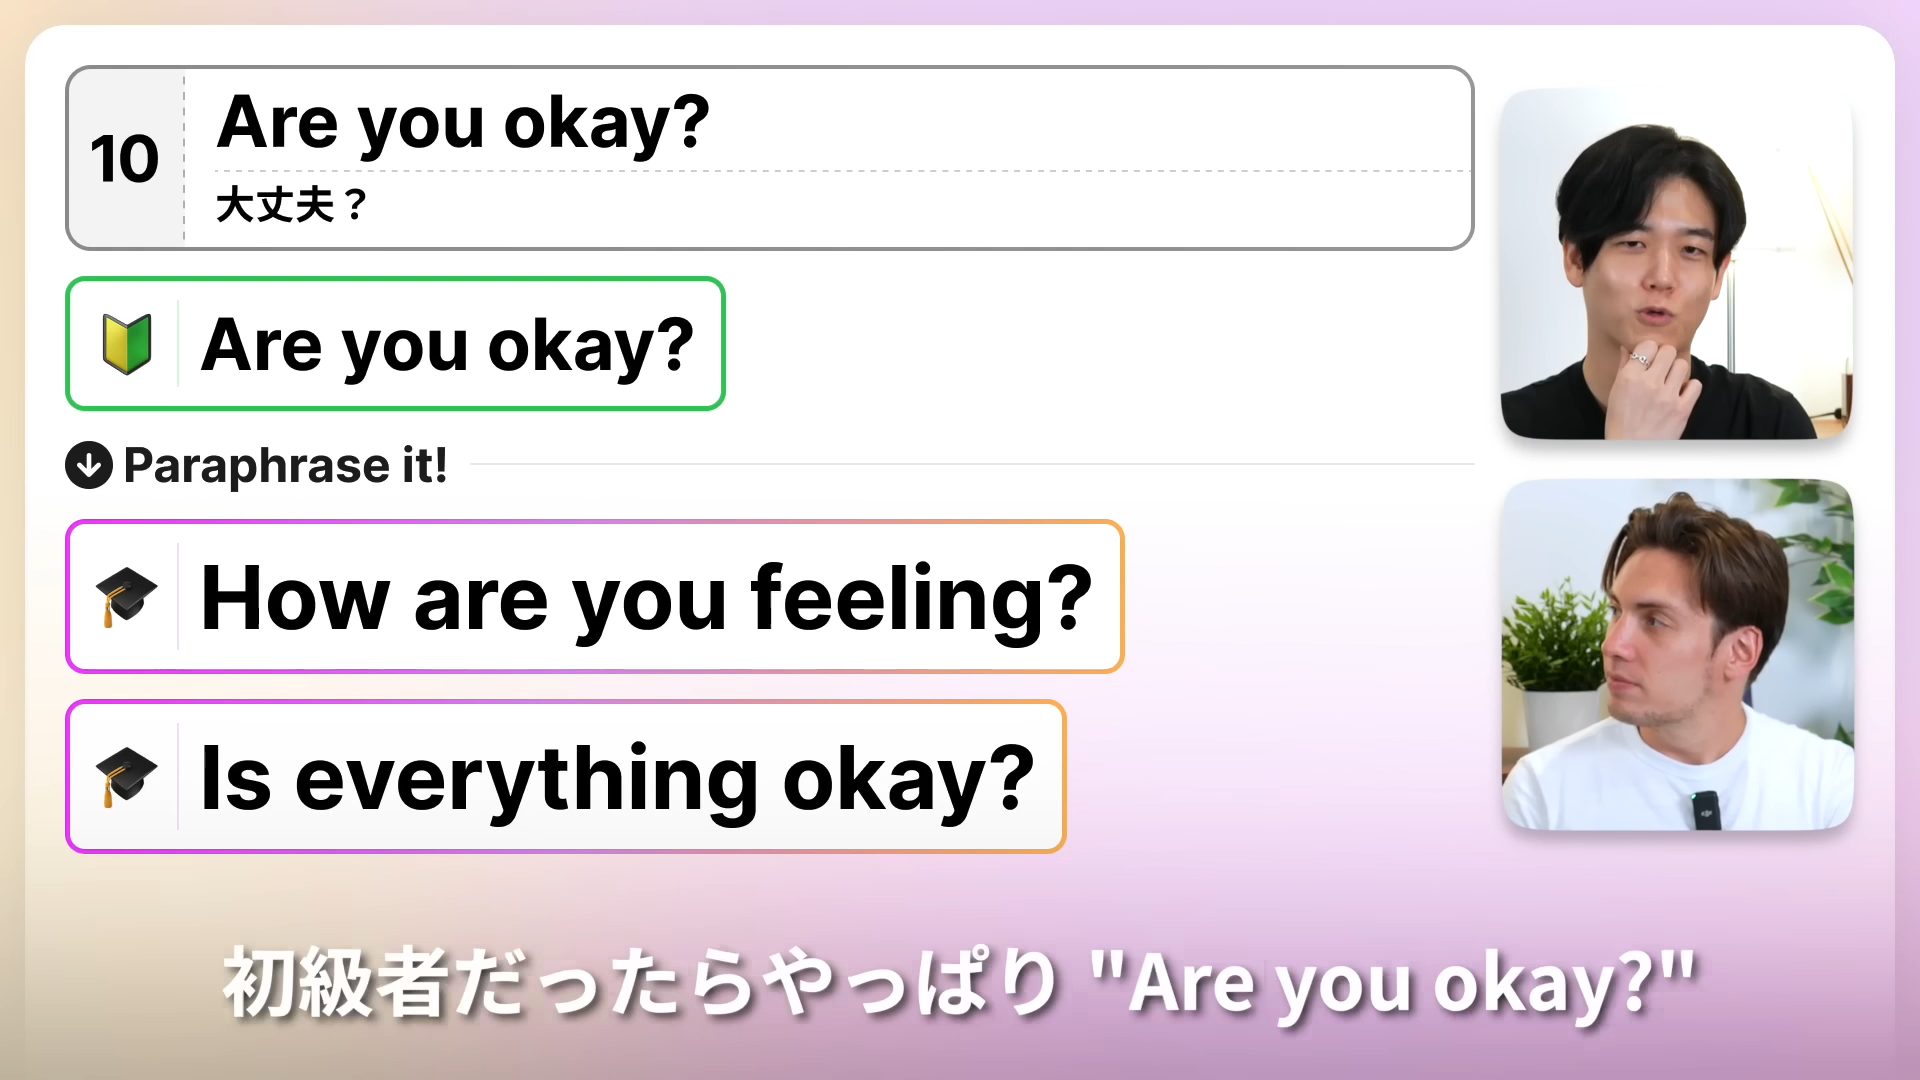 10
Are you okay?
大丈夫？
Are you okay?
Paraphrase it!
How are you feeling?
Is everything okay?
初級者だったらやっぱり "Are you okay?"